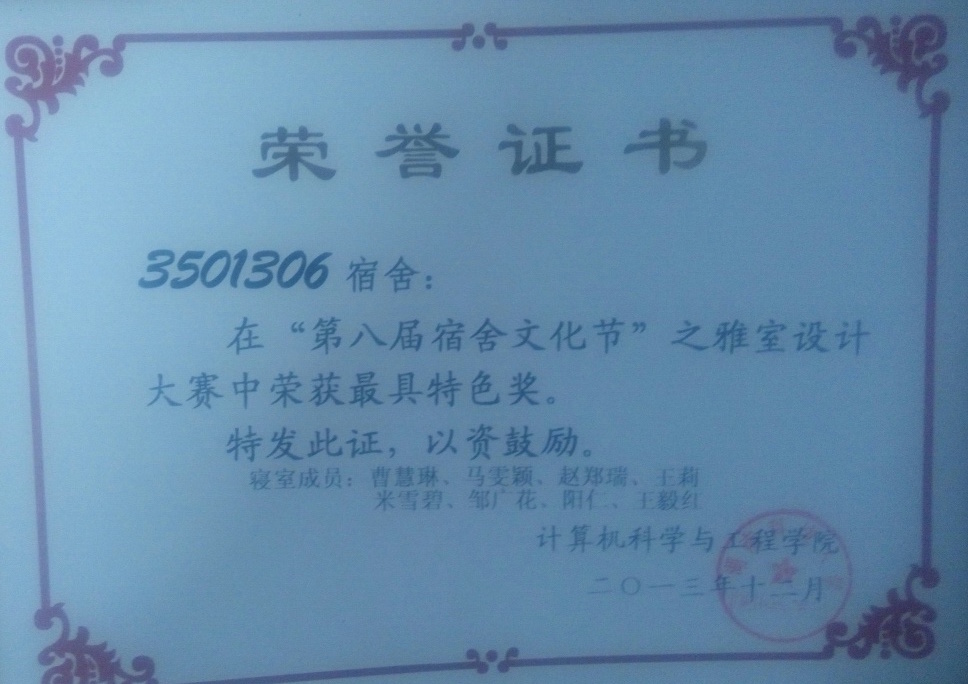 荣誉证书
3501306 宿舍：
在“第八届宿舍文化节”之雅室设计
大赛中荣获最具特色奖。
特发此证，以资鼓励。
寝室成员：曹慧琳、马雯颖、赵郑瑞、王莉
米雪碧、邹广花、阳仁、王毅红
计算机科学与工程学院
二〇一三年十二月